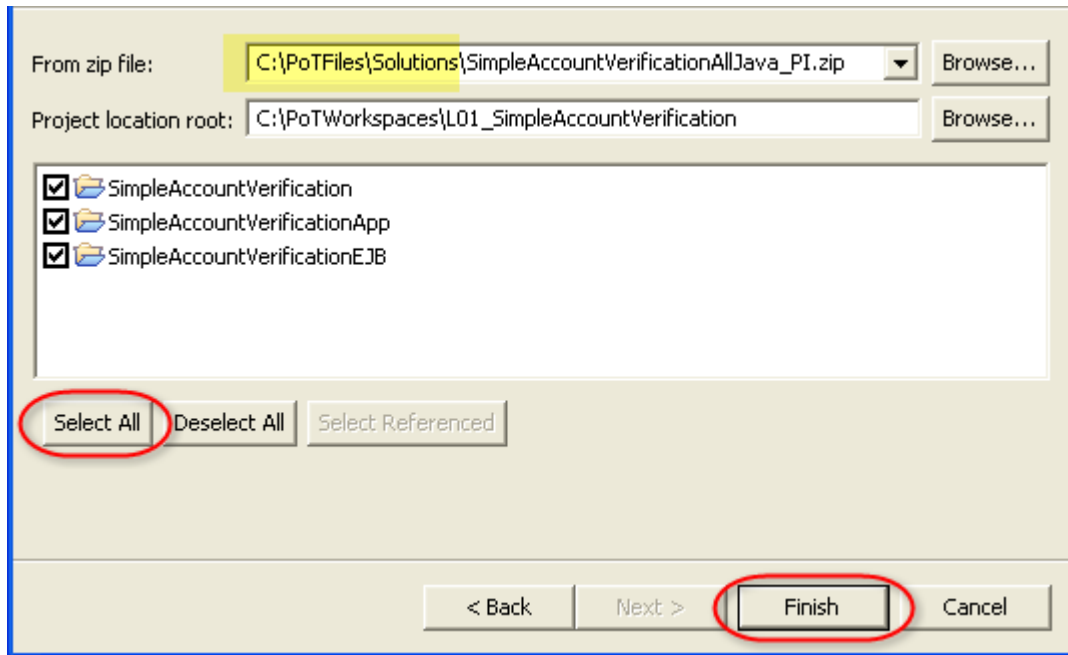 From zip file: C:\PoTFiles\Solutions\SimpleAccountVerificationAllJava_PI.zip Browse...
Project location root: C:\PoTWorkspaces\L01_SimpleAccountVerification Browse...
SimpleAccountVerification
SimpleAccountVerificationApp
SimpleAccountVerificationEJB
Select All Deselect All Select Referenced
< Back Next > Finish Cancel